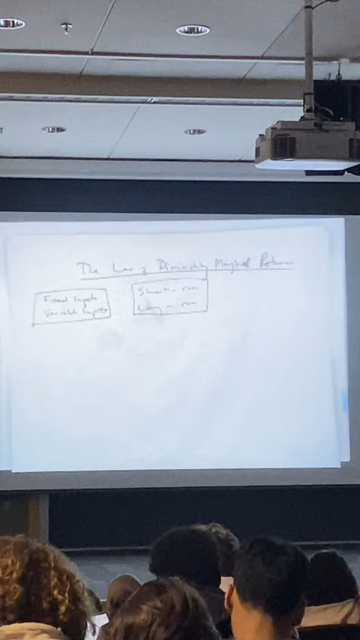 The Law of Diminishing Marginal Returns
Fixed Inputs
Variable Inputs
Short-run
Long-run